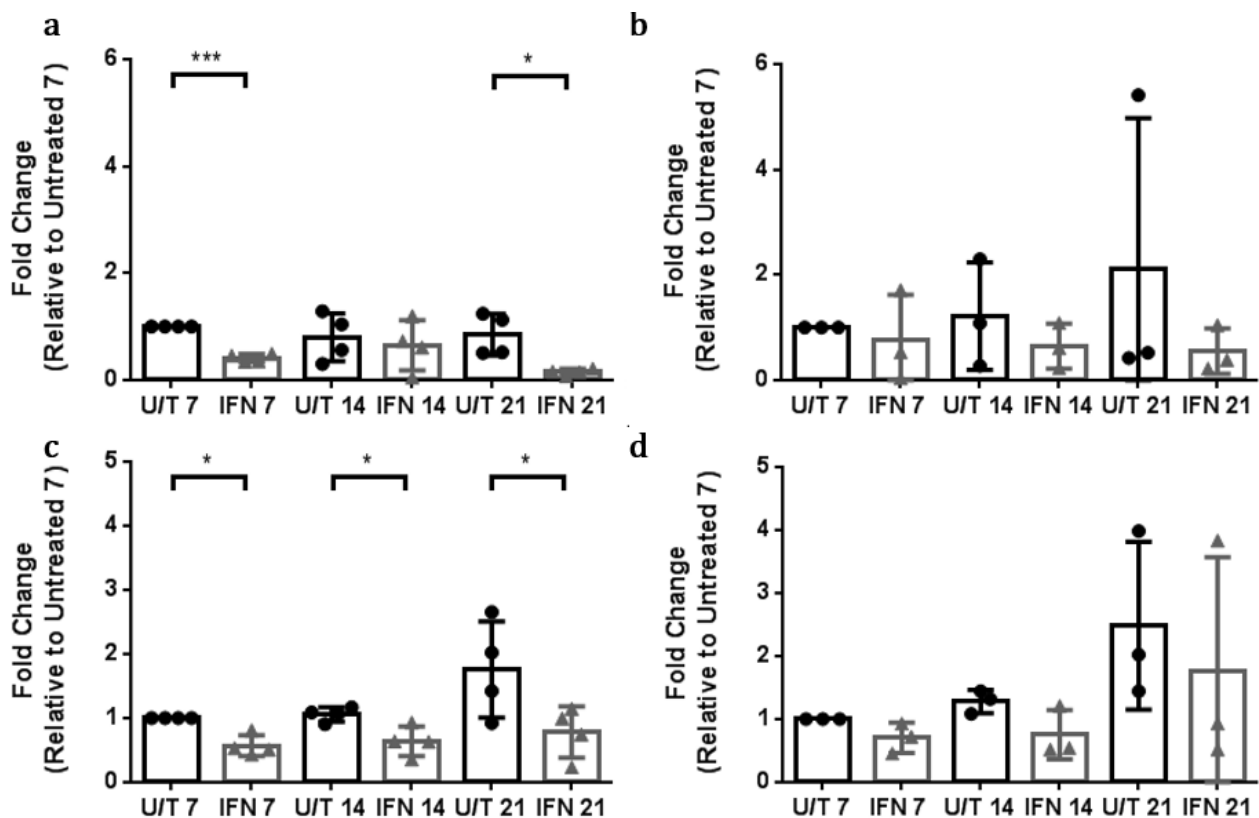 a
6
4
2
0
Fold Change
(Relative to Untreated 7)
***
*
U/T 7 IFN 7 U/T 14 IFN 14 U/T 21 IFN 21
b
6
4
2
0
Fold Change
(Relative to Untreated 7)
U/T 7 IFN 7 U/T 14 IFN 14 U/T 21 IFN 21
c
5
4
3
2
1
0
Fold Change
(Relative to Untreated 7)
*
*
*
U/T 7 IFN 7 U/T 14 IFN 14 U/T 21 IFN 21
d
5
4
3
2
1
0
Fold Change
(Relative to Untreated 7)
U/T 7 IFN 7 U/T 14 IFN 14 U/T 21 IFN 21